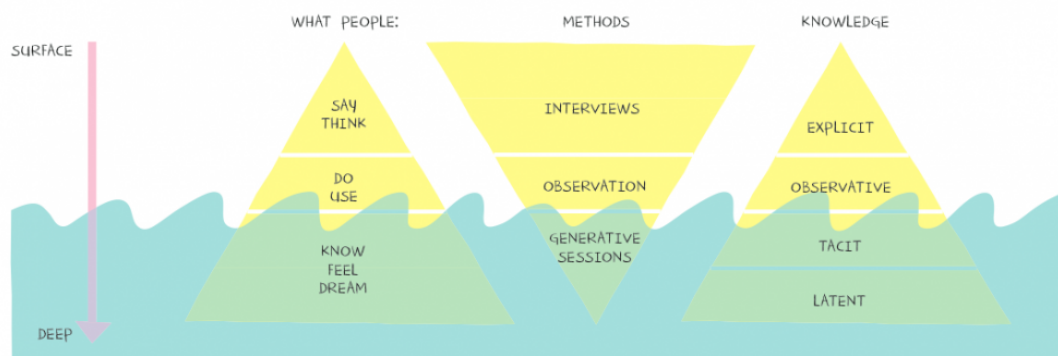 WHAT PEOPLE:
METHODS
KNOWLEDGE
SURFACE
SAY
THINK
INTERVIEWS
EXPLICIT
DO
USE
OBSERVATION
OBSERVATIVE
KNOW
FEEL
DREAM
GENERATIVE
SESSIONS
TACIT
LATENT
DEEP